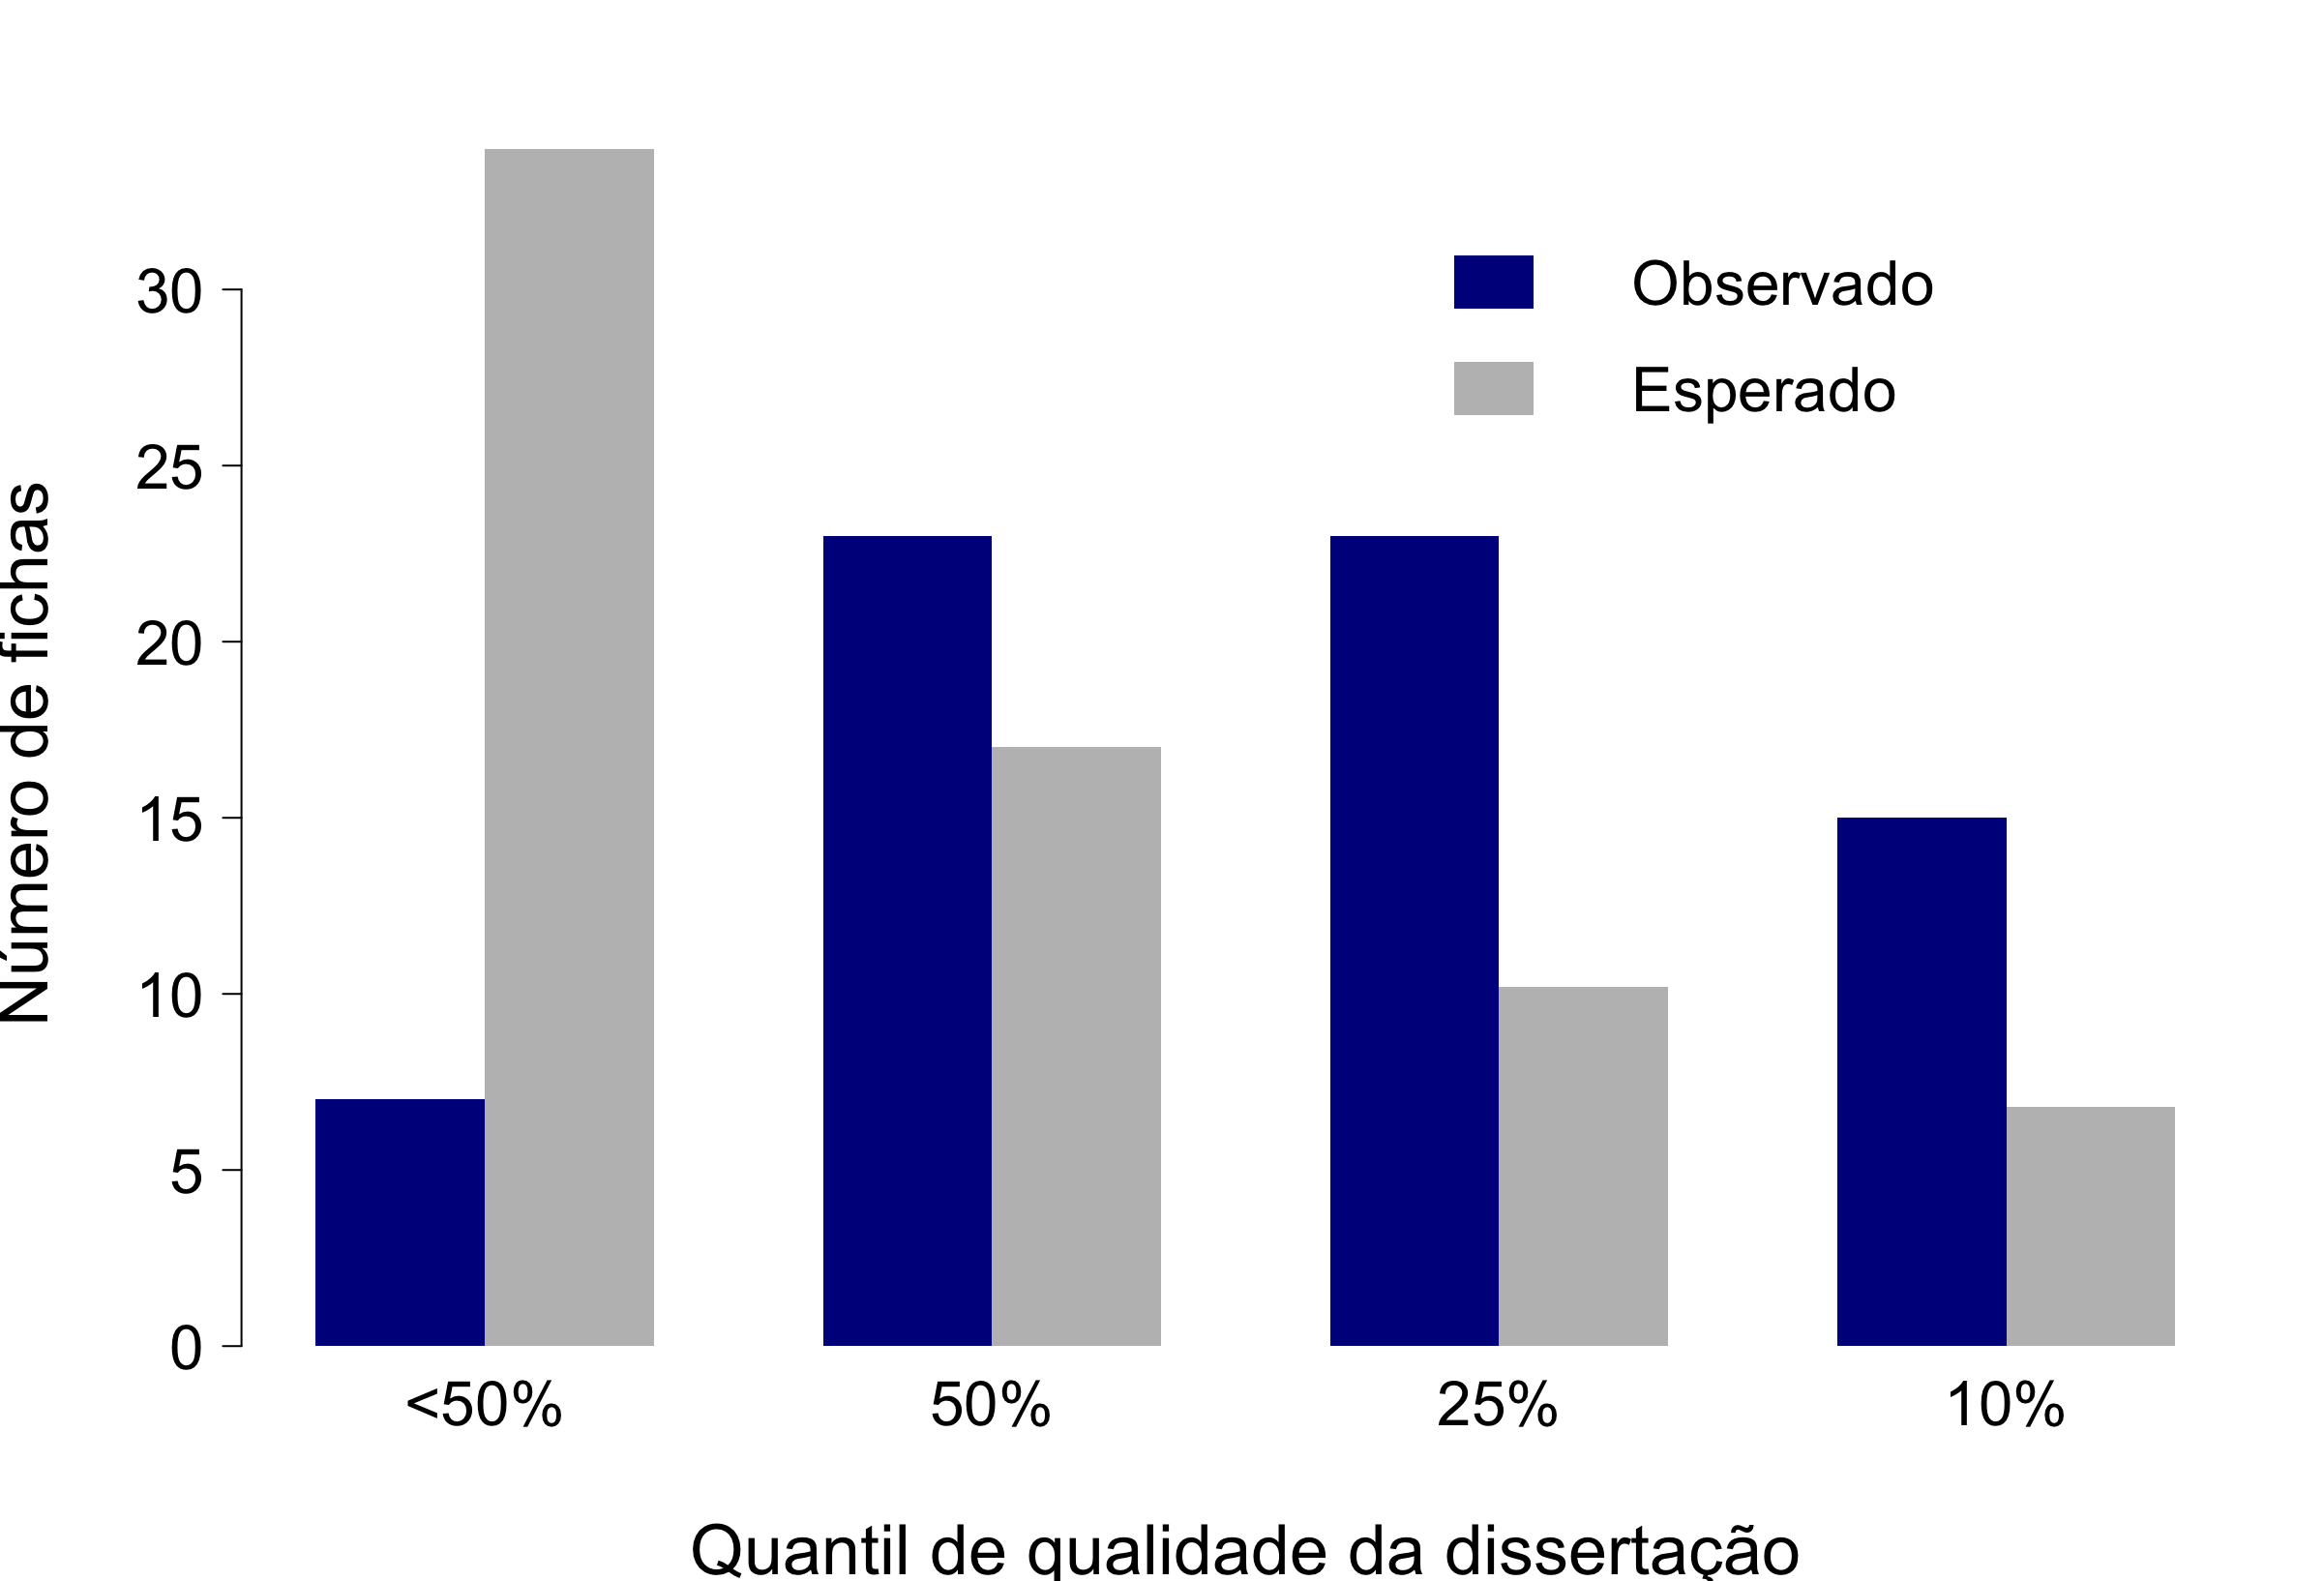 Número de fichas
30
25
20
15
10
5
0
Observado
Esperado
<50%
50%
25%
10%
Quantil de qualidade da dissertação